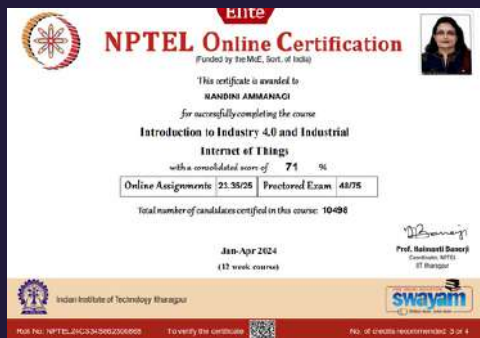 Elite
NPTEL Online Certification
(Funded by the MoE, Govt. of India)
This certificate is awarded to
NANDINI AMMANAGI
for successfully completing the course
Introduction to Industry 4.0 and Industrial
Internet of Things
with a consolidated score of 71 %
Online Assignments 23.35/25 Proctored Exam 48/75
Total number of candidates certified in this course: 10498
Jan-Apr 2024
(12 week course)
Prof. Haimanti Banerji
Coordinator, NPTEL
IIT Kharagpur
Indian Institute of Technology Kharagpur
swayam
Roll No: To verify the certificate No. of credits recommended: 3 or 4